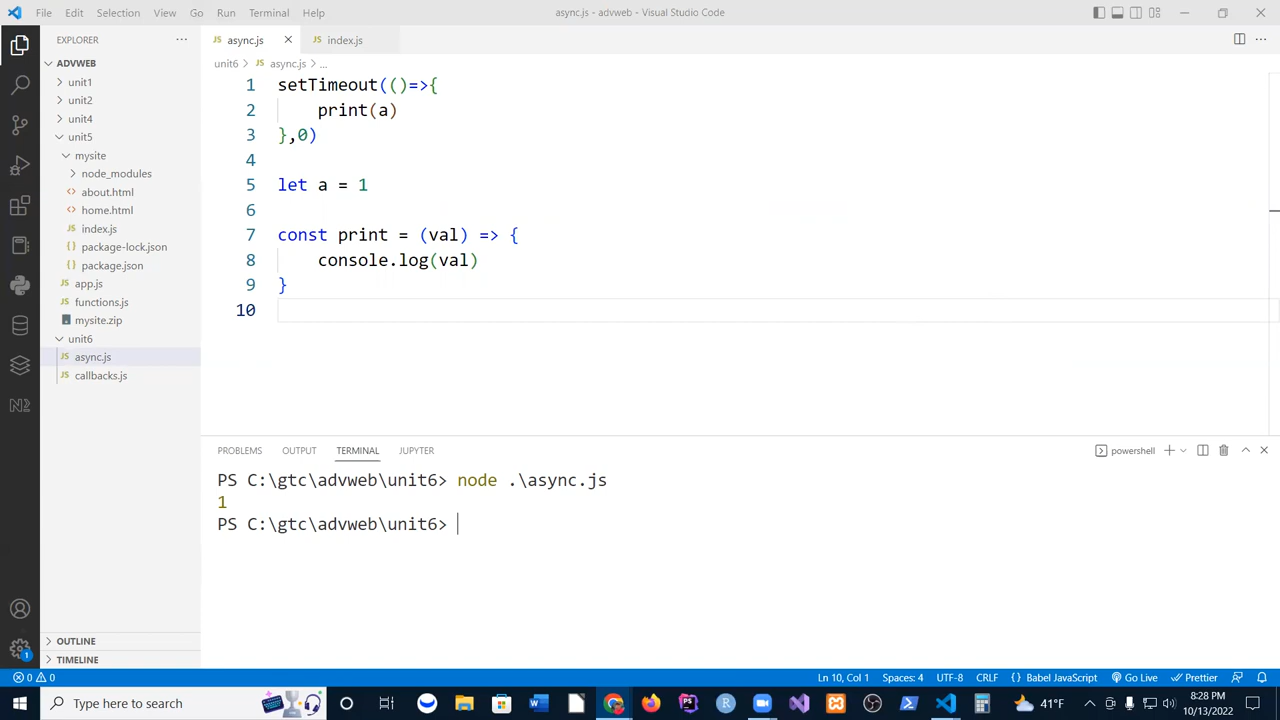 File Edit Selection View Go Run Terminal Help async.js - advweb - Visual Studio Code
EXPLORER ...
ADVWEB
unit1
unit2
unit4
unit5
mysite
node_modules
about.html
home.html
index.js
package-lock.json
package.json
app.js
functions.js
mysite.zip
unit6
async.js
callbacks.js
OUTLINE
TIMELINE
JS async.js JS index.js
unit6 > JS async.js > ...
1 setTimeout(()=>{
2 print(a)
3 },0)
4
5 let a = 1
6
7 const print = (val) => {
8 console.log(val)
9 }
10
PROBLEMS OUTPUT TERMINAL JUPYTER powershell
PS C:\gtc\advweb\unit6> node .\async.js
1
PS C:\gtc\advweb\unit6>
0 0 Ln 10, Col 1 Spaces: 4 UTF-8 CRLF {} Babel JavaScript Go Live Prettier
Type here to search 41°F 8:28 PM
10/13/2022